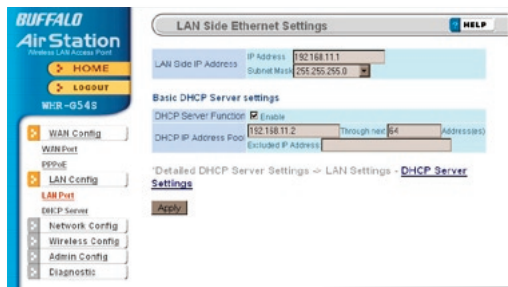 BUFFALO
AirStation
Wireless LAN Access Point
HOME
LOGOUT
WHR-G54S
WAN Config
WAN Port
PPPoE
LAN Config
LAN Port
DHCP Server
Network Config
Wireless Config
Admin Config
Diagnostic
LAN Side Ethernet Settings
HELP
LAN Side IP Address
IP Address 192.168.11.1
Subnet Mask 255.255.255.0
Basic DHCP Server settings
DHCP Server Function Enable
DHCP IP Address Pool
192.168.11.2 Through next 64 Address(es)
Excluded IP Address
*Detailed DHCP Server Settings -> LAN Settings - DHCP Server
Settings
Apply